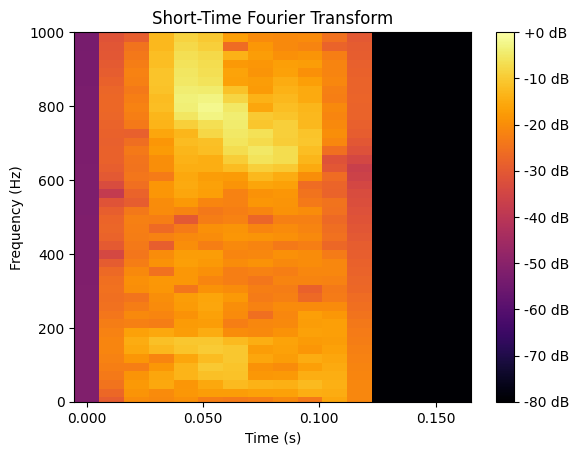 Short-Time Fourier Transform
Frequency (Hz)
1000
800
600
400
200
0
0.000 0.050 0.100 0.150
Time (s)
+0 dB
-10 dB
-20 dB
-30 dB
-40 dB
-50 dB
-60 dB
-70 dB
-80 dB